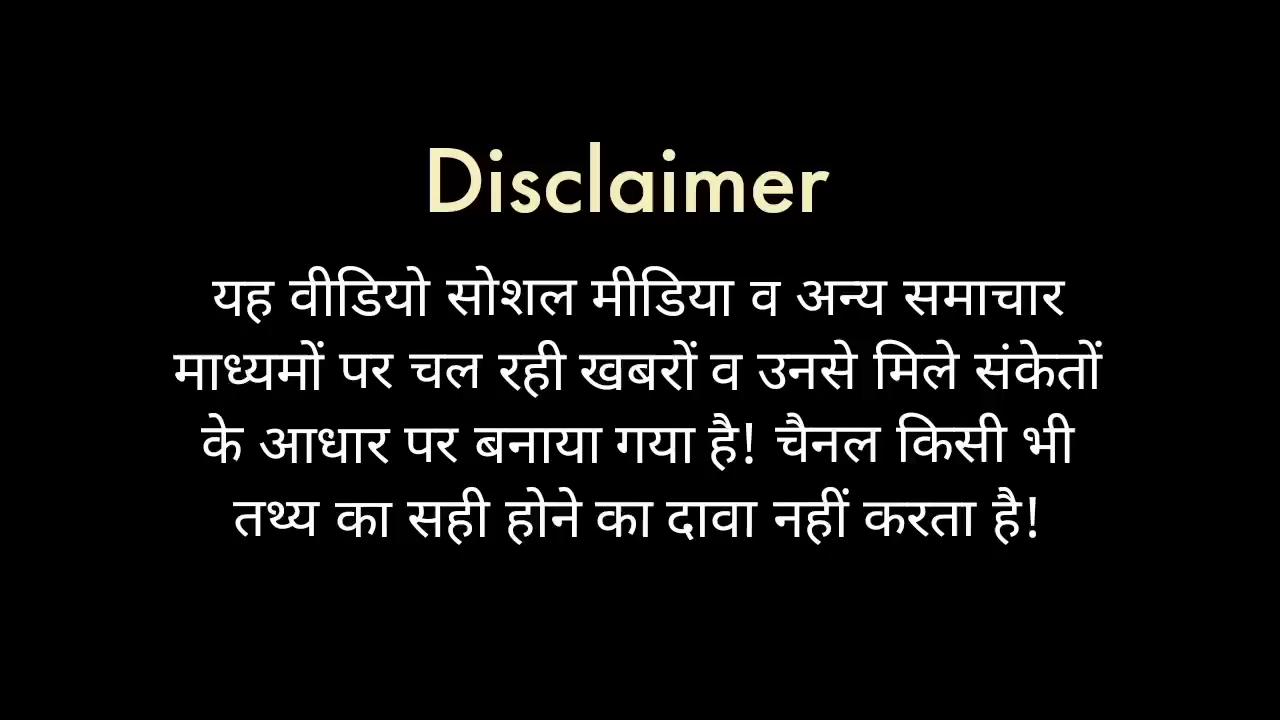 Disclaimer
यह वीडियो सोशल मीडिया व अन्य समाचार
माध्यमों पर चल रही खबरों व उनसे मिले संकेतों
के आधार पर बनाया गया है! चैनल किसी भी
तथ्य का सही होने का दावा नहीं करता है!